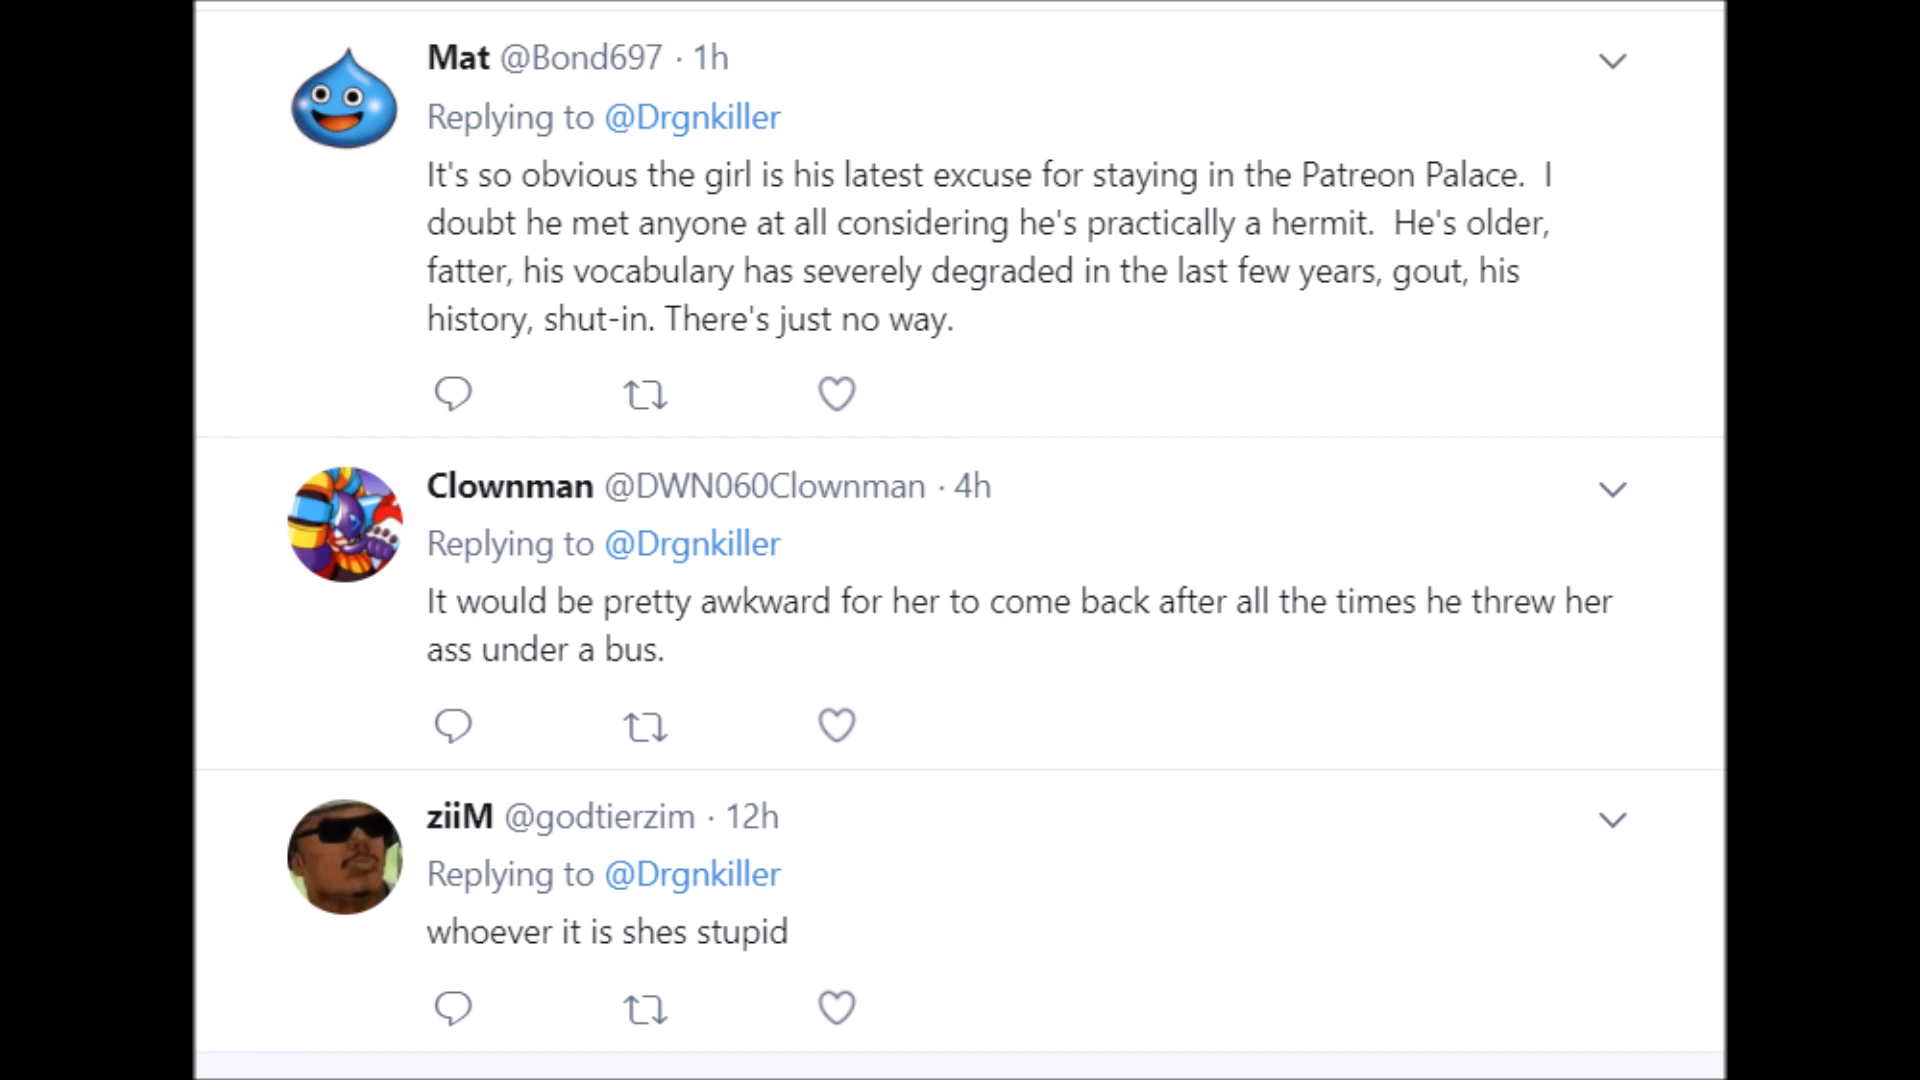 Mat @Bond697 · 1h
Replying to @Drgnkiller
It's so obvious the girl is his latest excuse for staying in the Patreon Palace.  I
doubt he met anyone at all considering he's practically a hermit.  He's older,
fatter, his vocabulary has severely degraded in the last few years, gout, his
history, shut-in. There's just no way.
Clownman @DWN060Clownman · 4h
Replying to @Drgnkiller
It would be pretty awkward for her to come back after all the times he threw her
ass under a bus.
ziiM @godtierzim · 12h
Replying to @Drgnkiller
whoever it is shes stupid